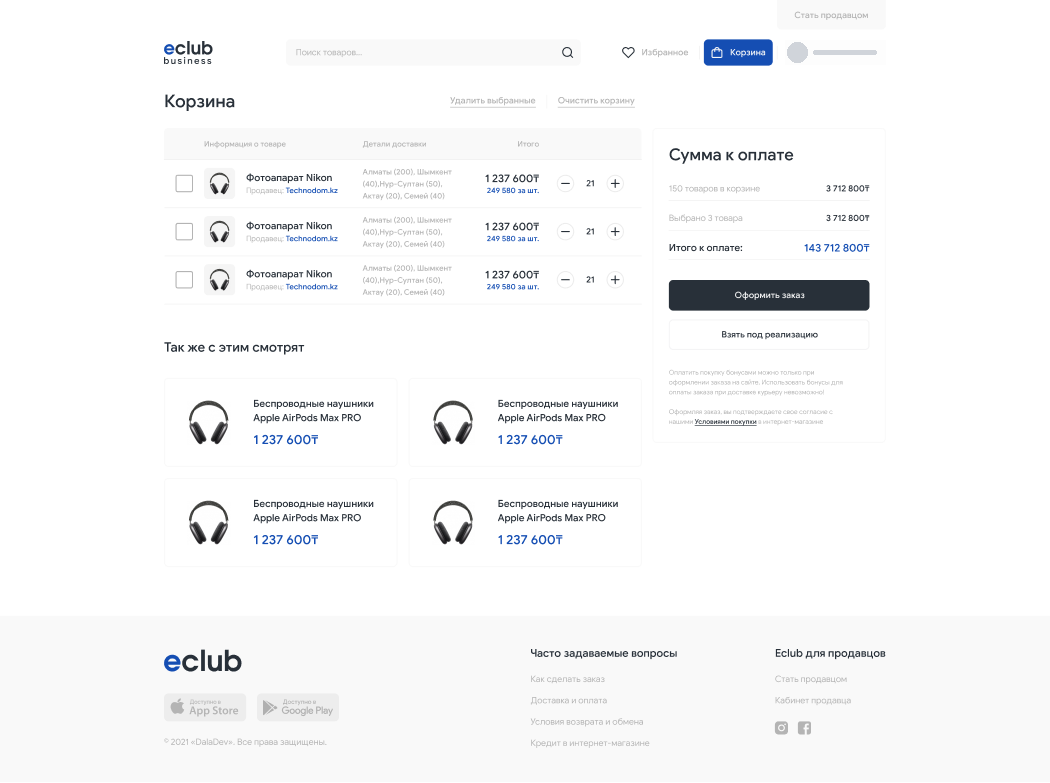 Стать продавцом
eclub
business
Поиск товаров...
Избранное
Корзина
Корзина
Удалить выбранные
Очистить корзину
Информация о товаре
Детали доставки
Итого
Фотоапарат Nikon
Продавец: Technodom.kz
Алматы (200), Шымкент
(40),Нур-Султан (50),
Актау (20), Семей (40)
1 237 600₸
249 580 за шт.
21
Фотоапарат Nikon
Продавец: Technodom.kz
Алматы (200), Шымкент
(40),Нур-Султан (50),
Актау (20), Семей (40)
1 237 600₸
249 580 за шт.
21
Фотоапарат Nikon
Продавец: Technodom.kz
Алматы (200), Шымкент
(40),Нур-Султан (50),
Актау (20), Семей (40)
1 237 600₸
249 580 за шт.
21
Сумма к оплате
150 товаров в корзине
3 712 800₸
Выбрано 3 товара
3 712 800₸
Итого к оплате:
143 712 800₸
Оформить заказ
Взять под реализацию
Оплатить покупку бонусами можно только при
оформлении заказа на сайте. Использовать бонусы для
оплаты заказа при доставке курьеру невозможно!
Оформляя заказ, вы подтверждаете свое согласие с
нашими Условиями покупки в интернет-магазине
Так же с этим смотрят
Беспроводные наушники
Apple AirPods Max PRO
1 237 600₸
Беспроводные наушники
Apple AirPods Max PRO
1 237 600₸
Беспроводные наушники
Apple AirPods Max PRO
1 237 600₸
Беспроводные наушники
Apple AirPods Max PRO
1 237 600₸
eclub
Доступно в
App Store
Доступно в
Google Play
© 2021 «DalaDev». Все права защищены.
Часто задаваемые вопросы
Как сделать заказ
Доставка и оплата
Условия возврата и обмена
Кредит в интернет-магазине
Eclub для продавцов
Стать продавцом
Кабинет продавца